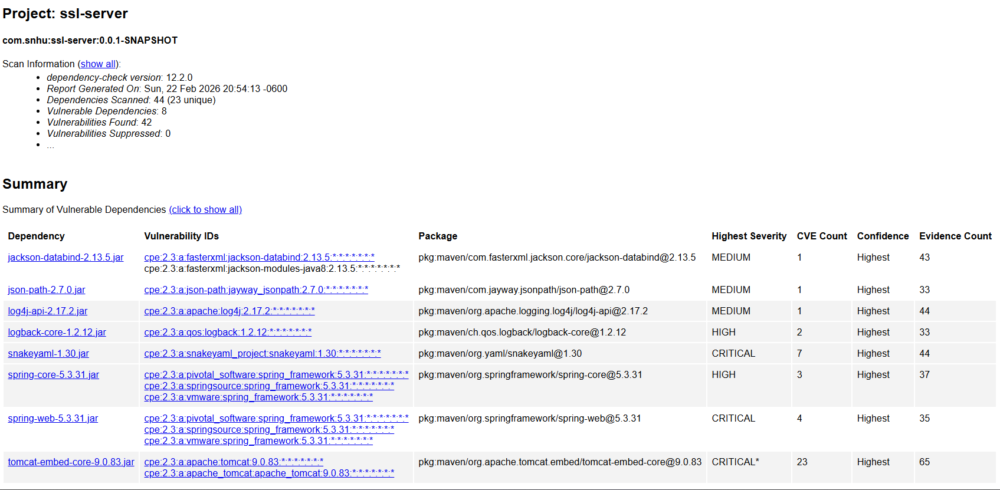 Project: ssl-server
com.snhu:ssl-server:0.0.1-SNAPSHOT
Scan Information (show all):
• dependency-check version: 12.2.0
• Report Generated On: Sun, 22 Feb 2026 20:54:13 -0600
• Dependencies Scanned: 44 (23 unique)
• Vulnerable Dependencies: 8
• Vulnerabilities Found: 42
• Vulnerabilities Suppressed: 0
• ...
Summary
Summary of Vulnerable Dependencies (click to show all)
Dependency Vulnerability IDs Package Highest Severity CVE Count Confidence Evidence Count
jackson-databind-2.13.5.jar cpe:2.3:a:fasterxml:jackson-databind:2.13.5:*:*:*:*:*:*:* pkg:maven/com.fasterxml.jackson.core/jackson-databind@2.13.5 MEDIUM 1 Highest 43
cpe:2.3:a:fasterxml:jackson-modules-java8:2.13.5:*:*:*:*:*:*:*
json-path-2.7.0.jar cpe:2.3:a:json-path:jayway_jsonpath:2.7.0:*:*:*:*:*:*:* pkg:maven/com.jayway.jsonpath/json-path@2.7.0 MEDIUM 1 Highest 33
log4j-api-2.17.2.jar cpe:2.3:a:apache:log4j:2.17.2:*:*:*:*:*:*:* pkg:maven/org.apache.logging.log4j/log4j-api@2.17.2 MEDIUM 1 Highest 44
logback-core-1.2.12.jar cpe:2.3:a:qos:logback:1.2.12:*:*:*:*:*:*:* pkg:maven/ch.qos.logback/logback-core@1.2.12 HIGH 2 Highest 33
snakeyaml-1.30.jar cpe:2.3:a:snakeyaml_project:snakeyaml:1.30:*:*:*:*:*:*:* pkg:maven/org.yaml/snakeyaml@1.30 CRITICAL 7 Highest 44
spring-core-5.3.31.jar cpe:2.3:a:pivotal_software:spring_framework:5.3.31:*:*:*:*:*:*:* pkg:maven/org.springframework/spring-core@5.3.31 HIGH 3 Highest 37
cpe:2.3:a:springsource:spring_framework:5.3.31:*:*:*:*:*:*:*
cpe:2.3:a:vmware:spring_framework:5.3.31:*:*:*:*:*:*:*
spring-web-5.3.31.jar cpe:2.3:a:pivotal_software:spring_framework:5.3.31:*:*:*:*:*:*:* pkg:maven/org.springframework/spring-web@5.3.31 CRITICAL 4 Highest 35
cpe:2.3:a:springsource:spring_framework:5.3.31:*:*:*:*:*:*:*
cpe:2.3:a:vmware:spring_framework:5.3.31:*:*:*:*:*:*:*
tomcat-embed-core-9.0.83.jar cpe:2.3:a:apache:tomcat:9.0.83:*:*:*:*:*:*:* pkg:maven/org.apache.tomcat.embed/tomcat-embed-core@9.0.83 CRITICAL* 23 Highest 65
cpe:2.3:a:apache_tomcat:apache_tomcat:9.0.83:*:*:*:*:*:*:*